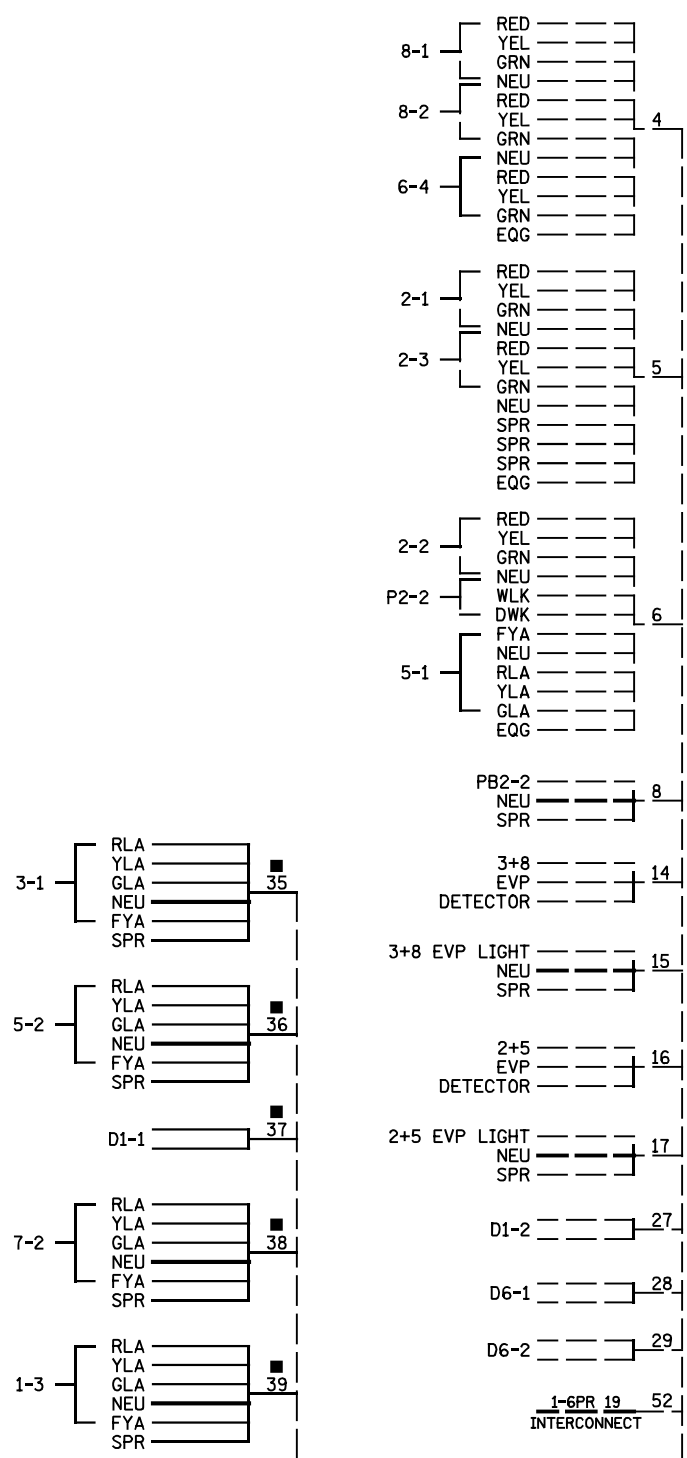 8-1
RED
YEL
GRN
NEU
8-2
RED
YEL
GRN
4
6-4
NEU
RED
YEL
GRN
EQG
2-1
RED
YEL
GRN
NEU
2-3
RED
YEL
GRN
5
NEU
SPR
SPR
SPR
EQG
2-2
RED
YEL
GRN
NEU
P2-2
WLK
DWK
6
5-1
FYA
NEU
RLA
YLA
GLA
EQG
PB2-2
NEU
SPR
8
3+8
EVP
DETECTOR
14
3+8 EVP LIGHT
NEU
SPR
15
2+5
EVP
DETECTOR
16
2+5 EVP LIGHT
NEU
SPR
17
D1-2
27
D6-1
28
D6-2
29
1-6PR 19
INTERCONNECT
52
3-1
RLA
YLA
GLA
NEU
FYA
SPR
35
5-2
RLA
YLA
GLA
NEU
FYA
SPR
36
D1-1
37
7-2
RLA
YLA
GLA
NEU
FYA
SPR
38
1-3
RLA
YLA
GLA
NEU
FYA
SPR
39